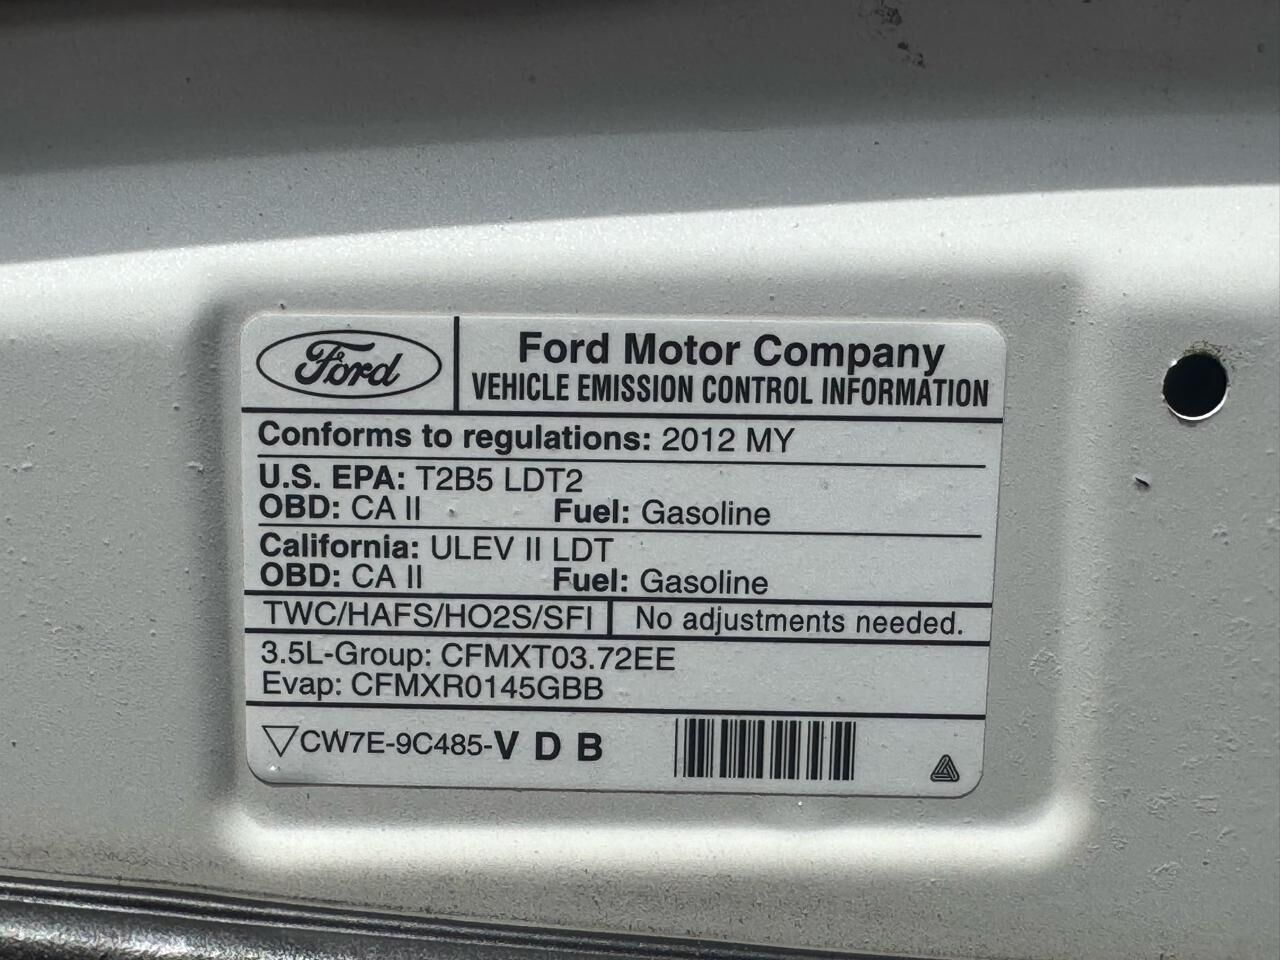 Ford
Ford Motor Company
VEHICLE EMISSION CONTROL INFORMATION
Conforms to regulations: 2012 MY
U.S. EPA: T2B5 LDT2
OBD: CA II Fuel: Gasoline
California: ULEV II LDT
OBD: CA II Fuel: Gasoline
TWC/HAFS/HO2S/SFI No adjustments needed.
3.5L-Group: CFMXT03.72EE
Evap: CFMXR0145GBB
CW7E-9C485-V D B